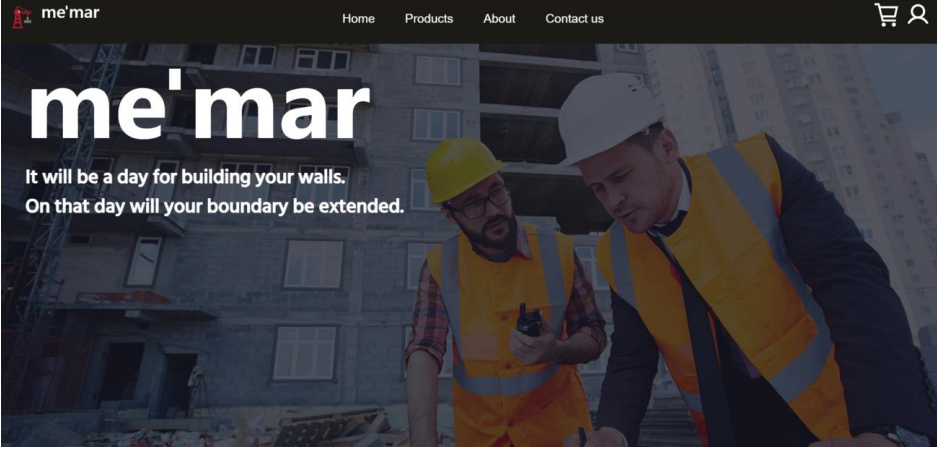 me'mar
Home Products About Contact us
me'mar
It will be a day for building your walls.
On that day will your boundary be extended.